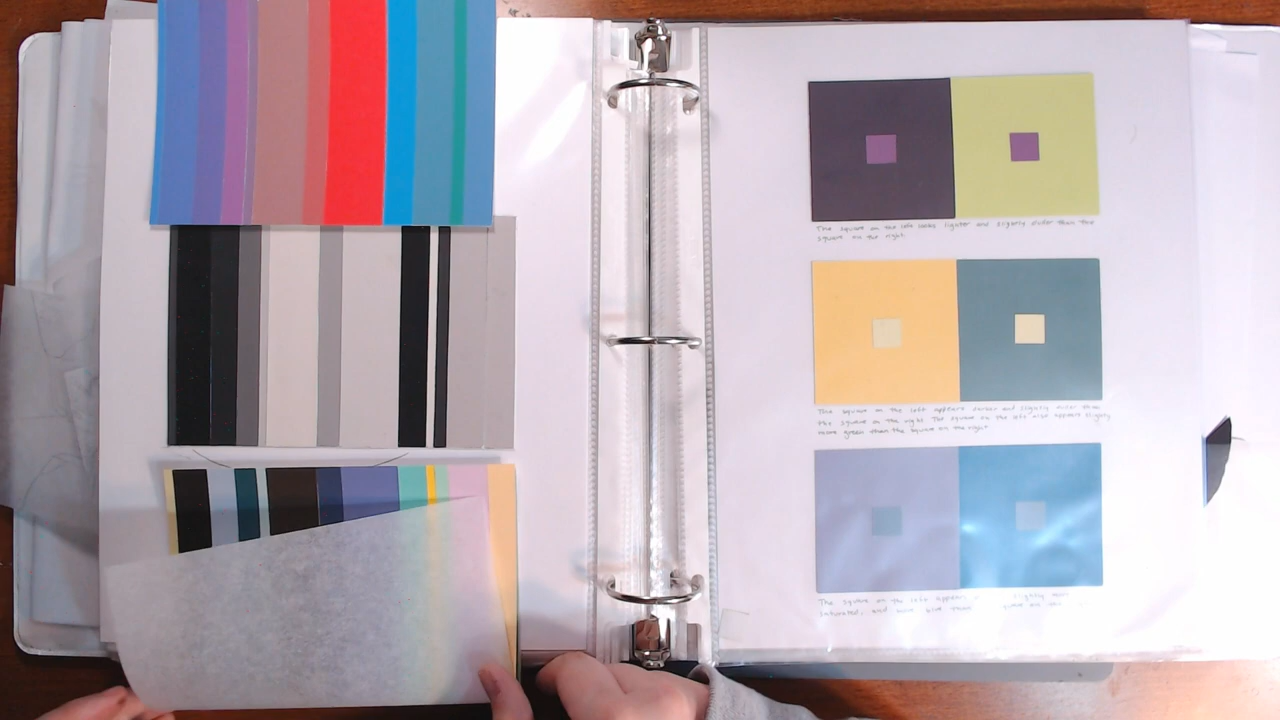 The square on the left looks lighter and slightly duller than the
square on the right.
The square on the left appears darker and slightly duller than
the square on the right. The square on the left also appears slightly
more green than the square on the right
The square on the left appears slightly
saturated, and more blue than